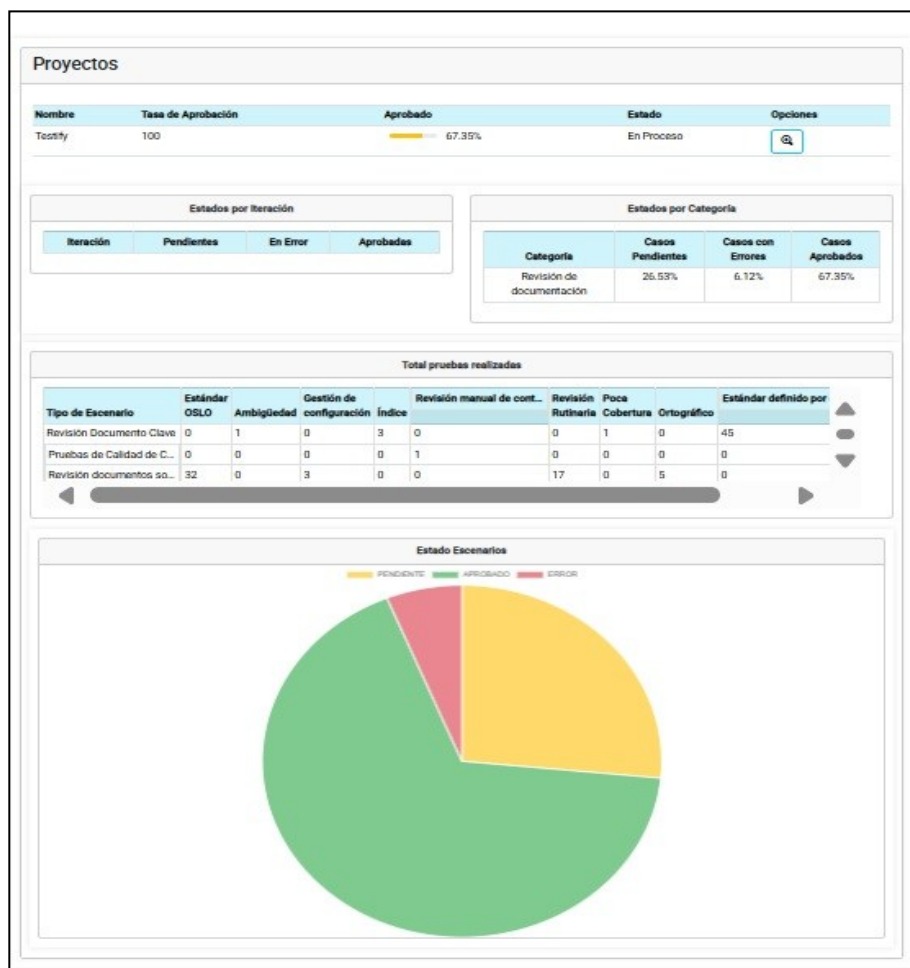 Proyectos
Nombre Tasa de Aprobación Aprobado Estado Opciones
Testify 100 67.35% En Proceso
Estados por Iteración
Iteración Pendientes En Error Aprobadas
Estados por Categoría
Categoría Casos Pendientes Casos con Errores Casos Aprobados
Revisión de documentación 26.53% 6.12% 67.35%
Total pruebas realizadas
Tipo de Escenario Estándar OSLO Ambigüedad Gestión de configuración Índice Revisión manual de cont... Revisión Rutinaria Poca Cobertura Ortográfico Estándar definido por
Revisión Documento Clave 0 1 0 3 0 0 1 0 45
Pruebas de Calidad de C... 0 0 0 0 1 0 0 0 0
Revisión documentos so... 32 0 3 0 0 17 0 5 0
Estado Escenarios
PENDIENTE APROBADO ERROR